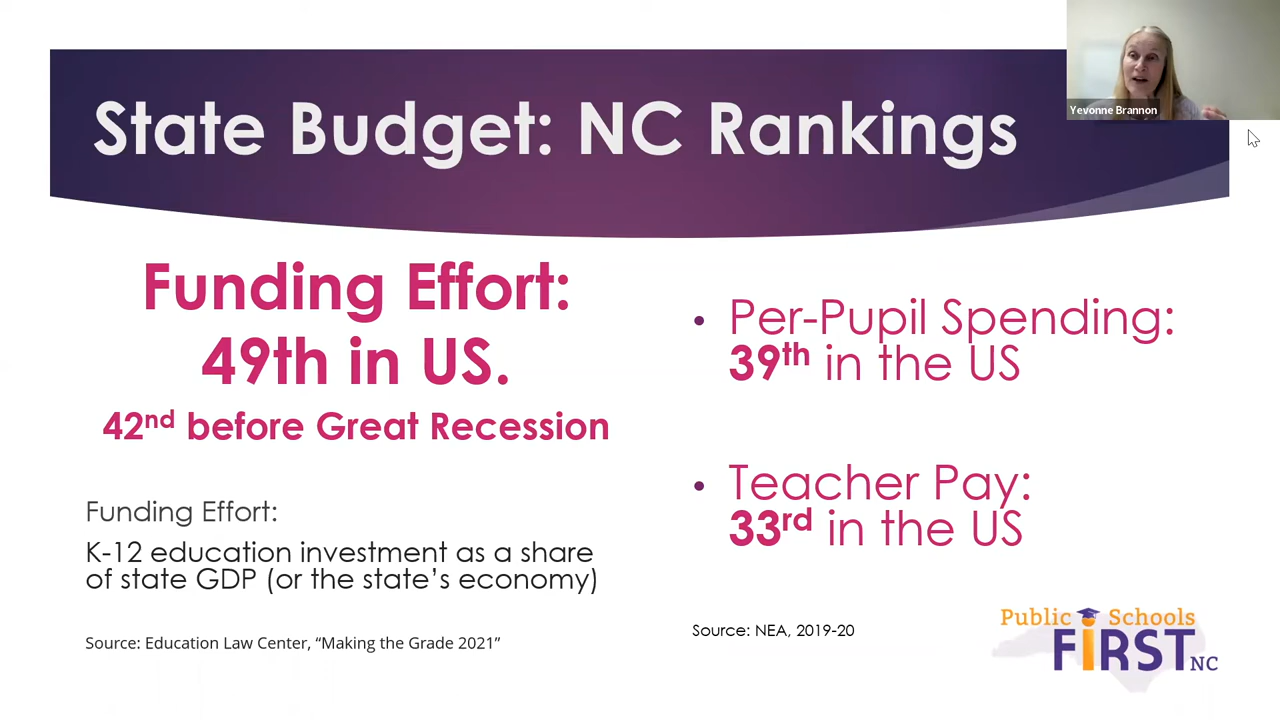 Yevonne Brannon
State Budget: NC Rankings
Funding Effort:
49th in US.
42nd before Great Recession
Funding Effort:
K-12 education investment as a share
of state GDP (or the state’s economy)
Source: Education Law Center, “Making the Grade 2021”
• Per-Pupil Spending:
39th in the US
• Teacher Pay:
33rd in the US
Source: NEA, 2019-20
Public Schools
FiRST NC